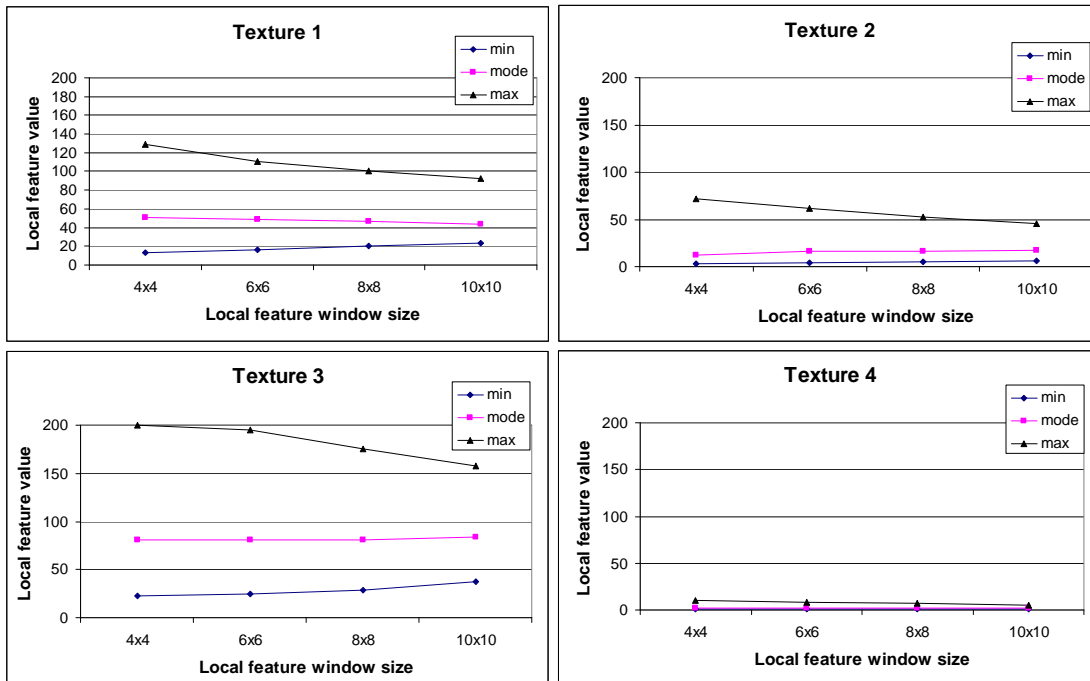 Texture 1
min
mode
max
Local feature value
200
180
160
140
120
100
80
60
40
20
0
4x4 6x6 8x8 10x10
Local feature window size
Texture 2
min
mode
max
Local feature value
200
150
100
50
0
4x4 6x6 8x8 10x10
Local feature window size
Texture 3
min
mode
max
Local feature value
200
150
100
50
0
4x4 6x6 8x8 10x10
Local feature window size
Texture 4
min
mode
max
Local feature value
200
150
100
50
0
4x4 6x6 8x8 10x10
Local feature window size